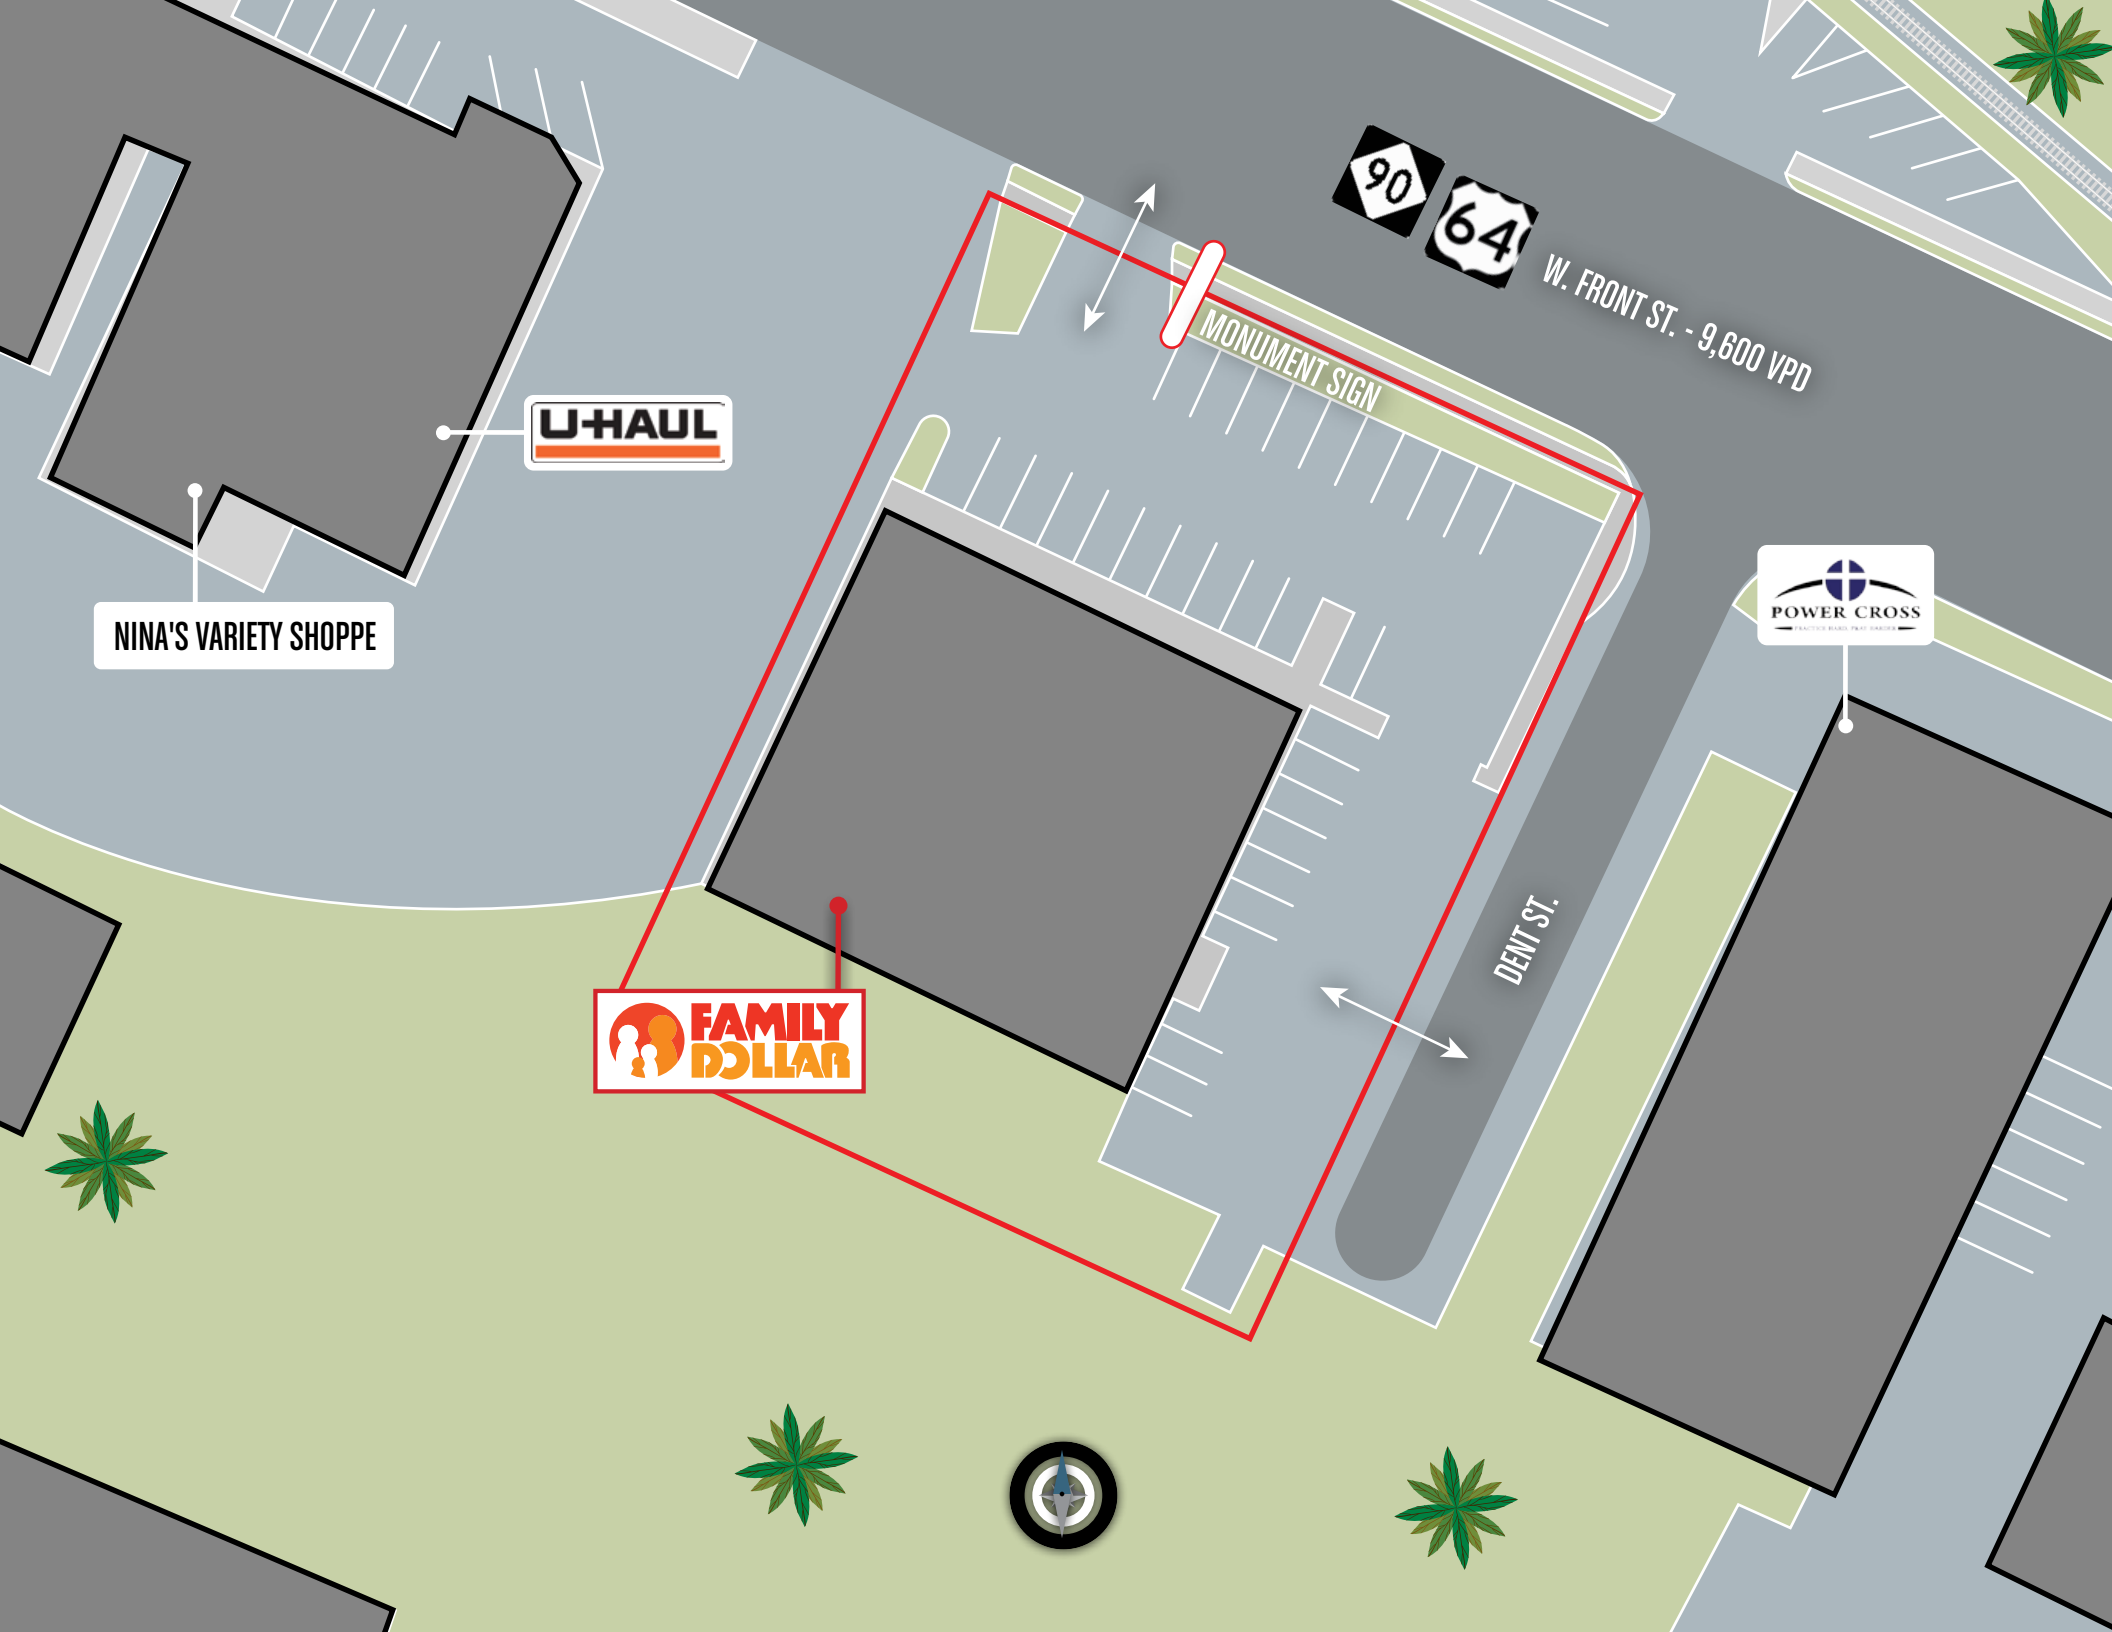 90
64
W. FRONT ST. - 9,600 VPD
MONUMENT SIGN
U-HAUL
NINA'S VARIETY SHOPPE
POWER CROSS
DENT ST.
FAMILY
DOLLAR